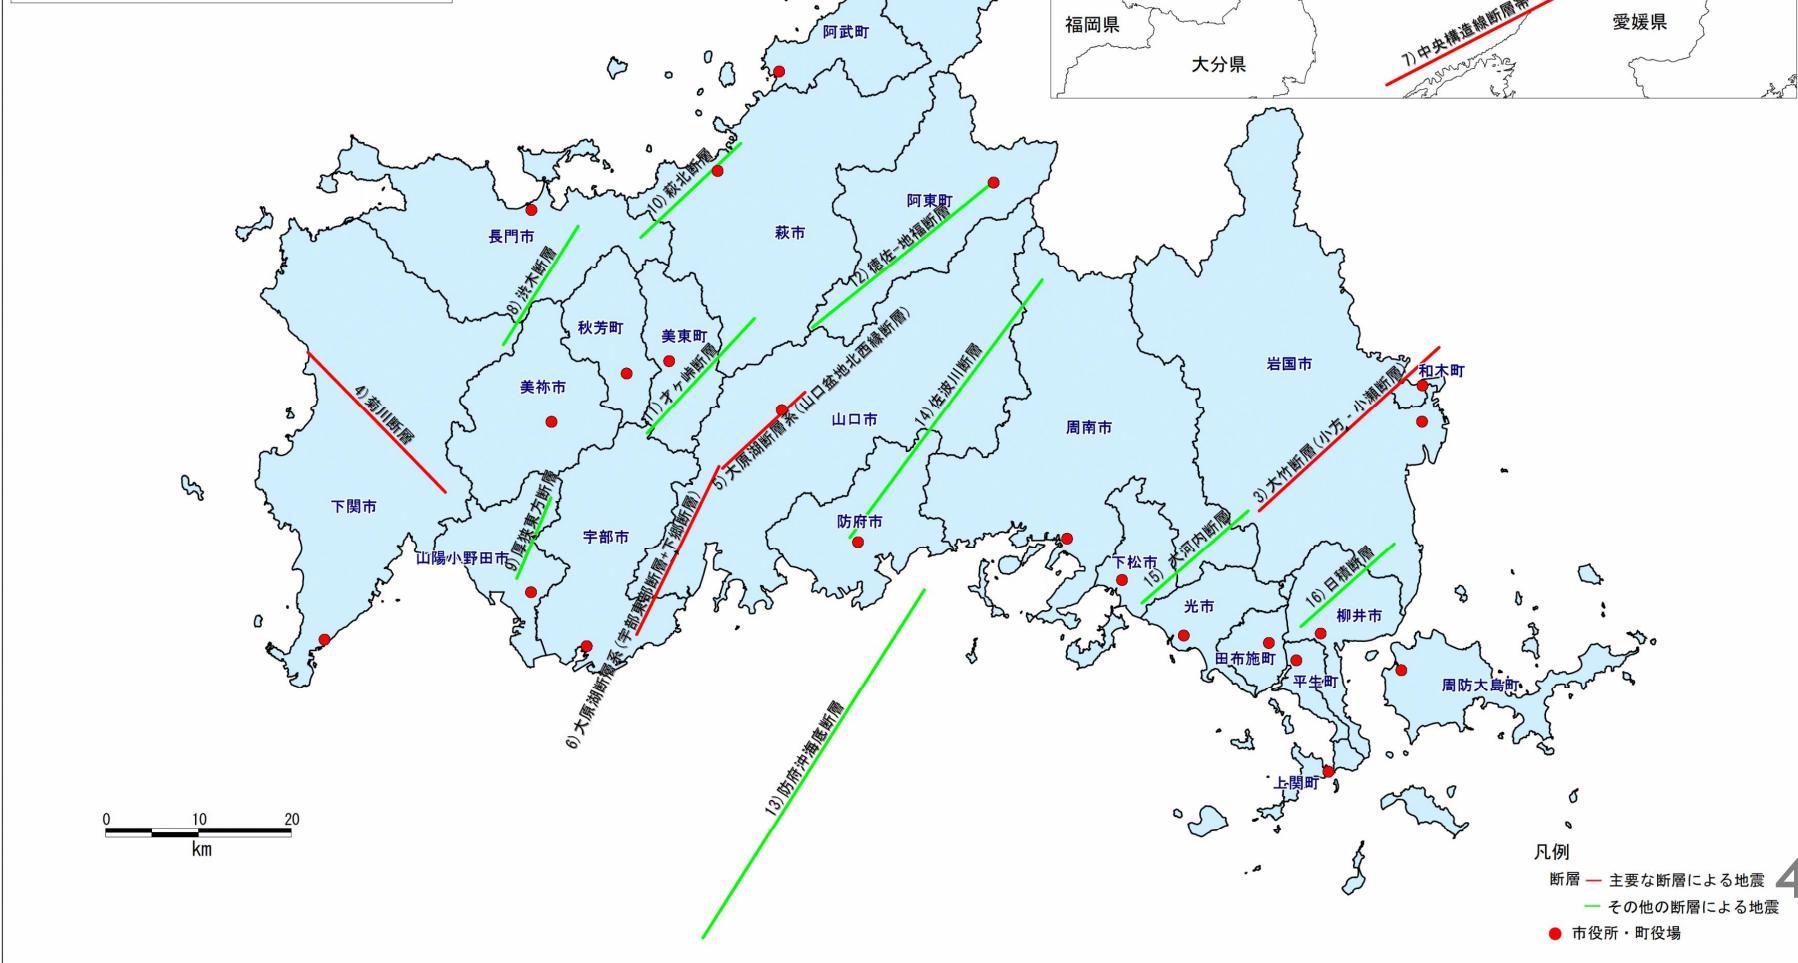 福岡県
大分県
愛媛県
7) 中央構造線断層帯
阿武町
10) 萩北断層
阿東町
長門市
萩市
12) 徳佐-地福断層
8) 渋木断層
秋芳町
美東町
美祢市
11) 才ヶ峠断層
4) 菊川断層
5) 大原湖断層系(山口盆地北西縁断層)
山口市
14) 佐波川断層
周南市
岩国市
和木町
3) 大竹断層(小方-小瀬断層)
下関市
山陽小野田市
9) 厚狭東方断層
宇部市
6) 大原湖断層系(宇部東部断層+下郷断層)
防府市
下松市
15) 大河内断層
光市
16) 日積断層
柳井市
田布施町
平生町
周防大島町
上関町
13) 防府沖海底断層
0 10 20
km
凡例
断層 主要な断層による地震
その他の断層による地震
市役所・町役場
4